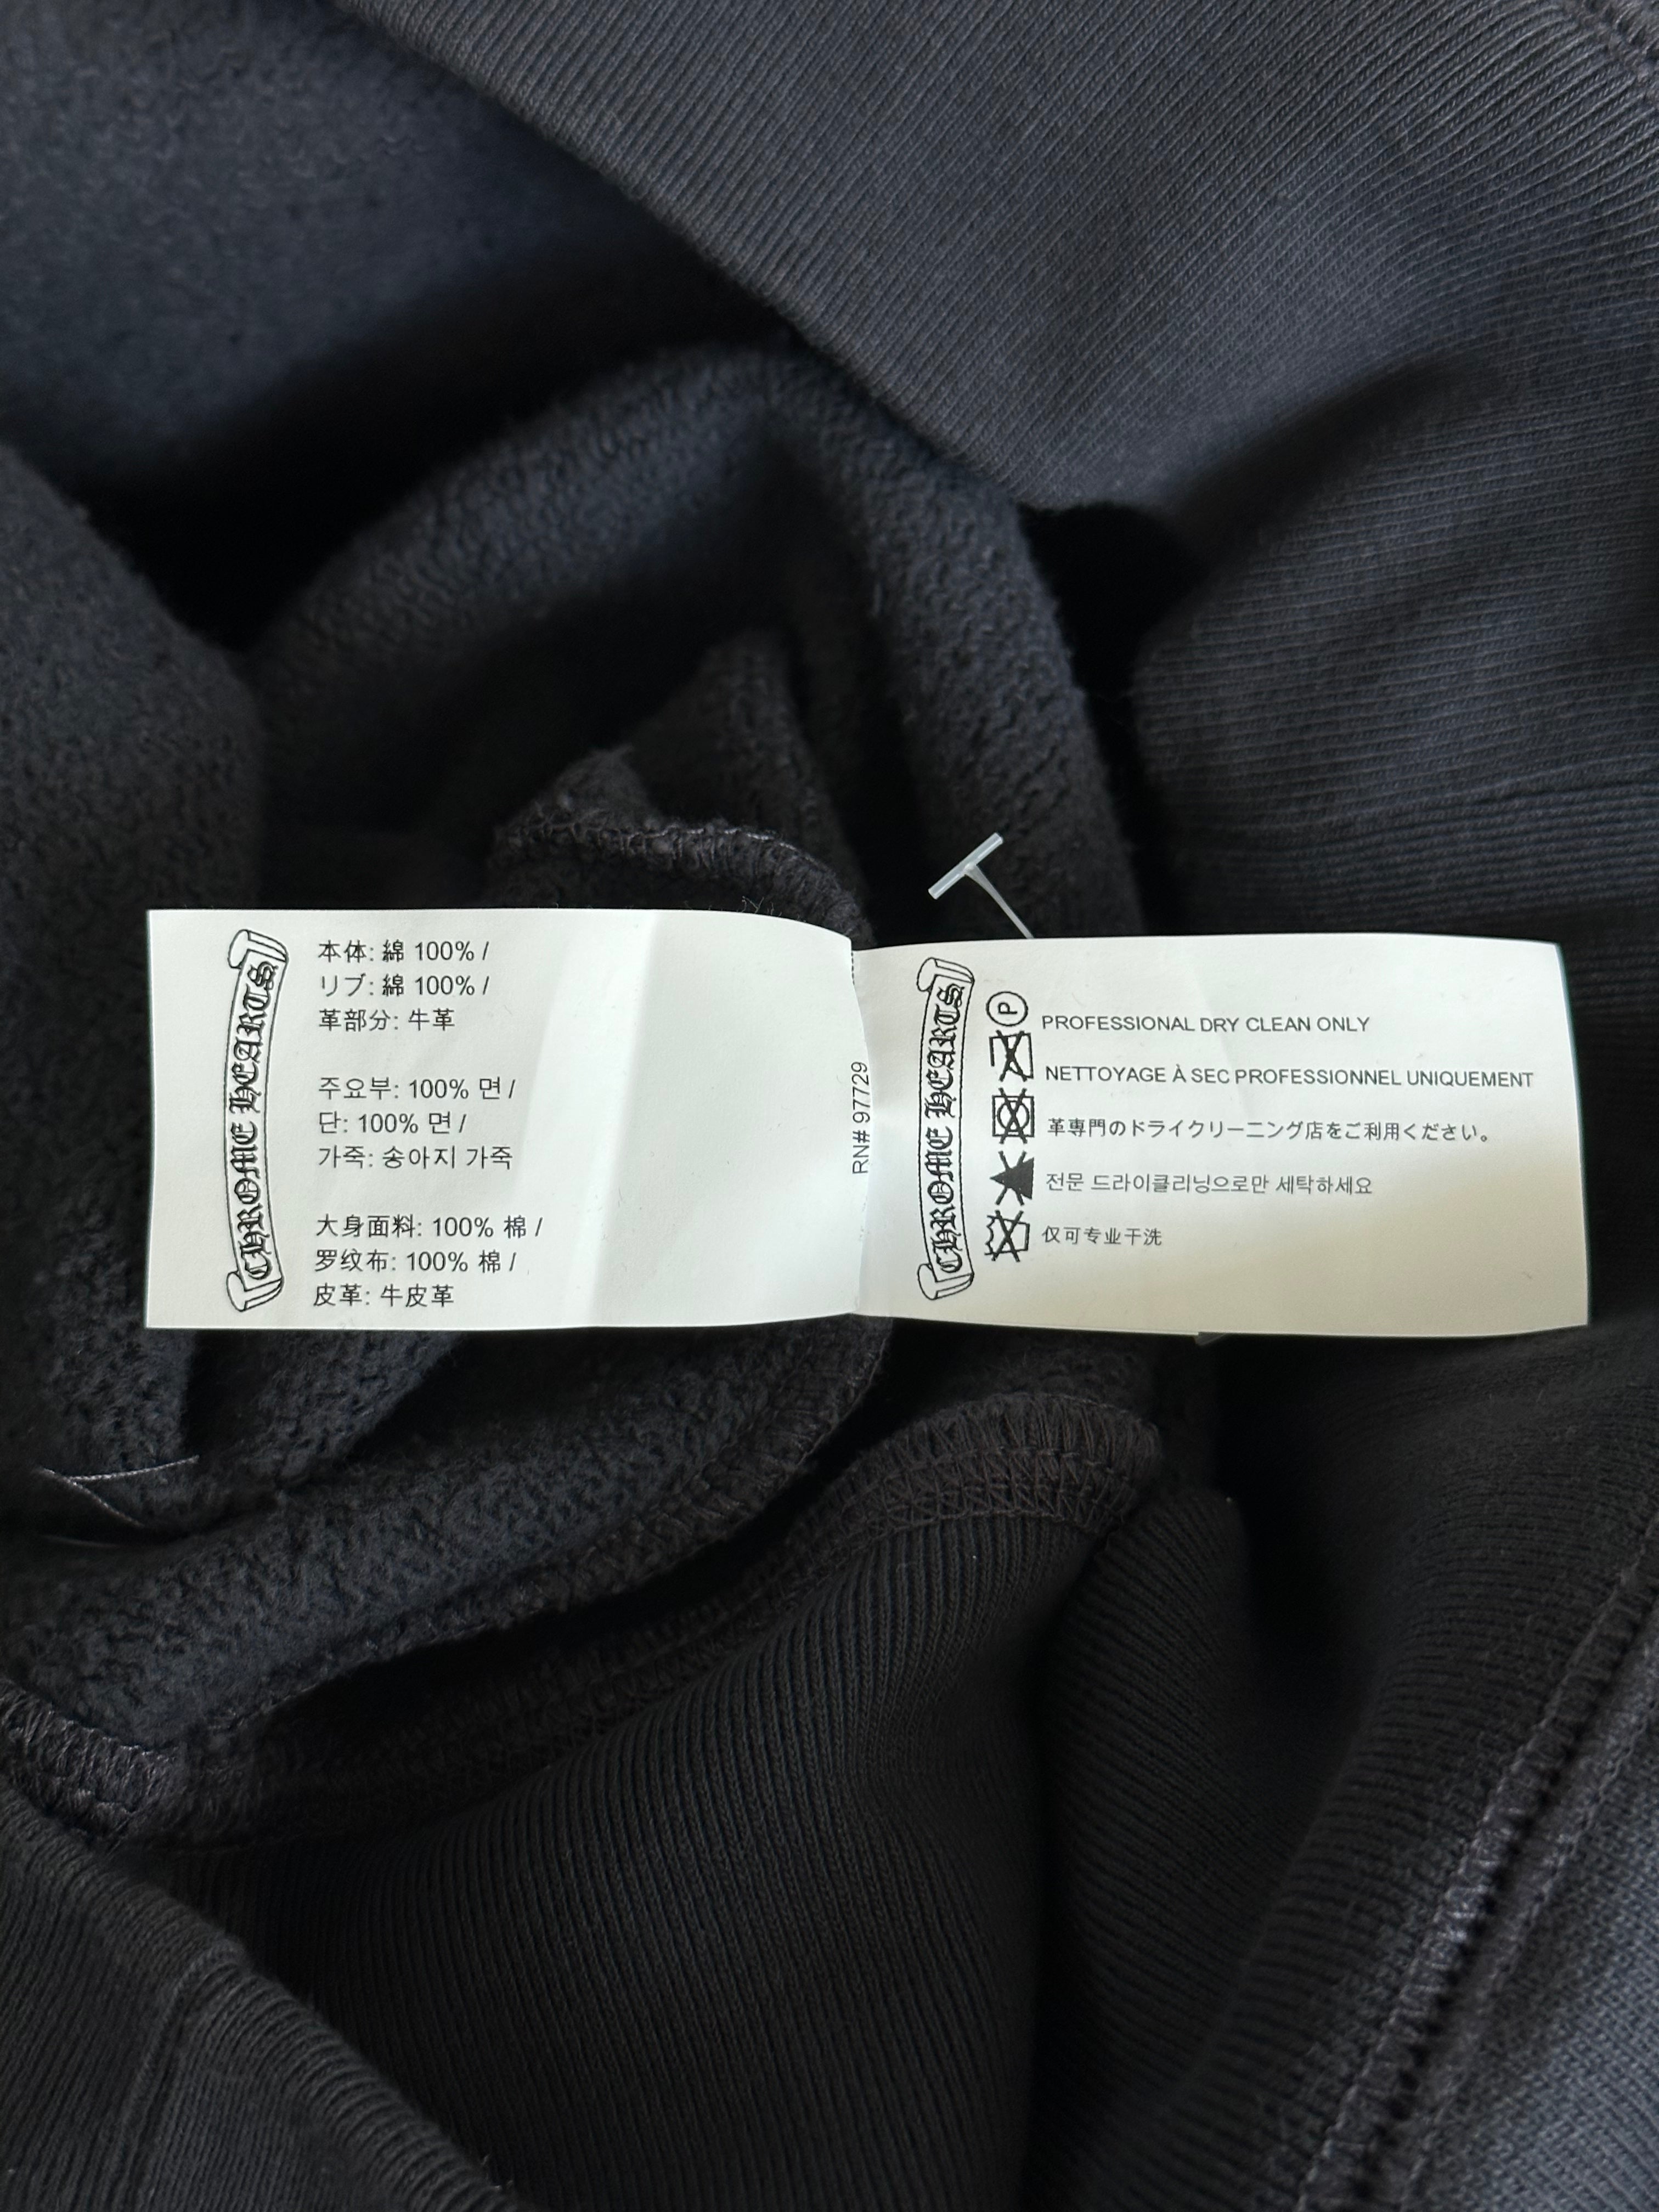 CHROME HEARTS
本体: 綿 100% /
リブ: 綿 100% /
革部分: 牛革
주요부: 100% 면 /
단: 100% 면 /
가죽: 송아지 가죽
大身面料: 100% 棉 /
罗纹布: 100% 棉 /
皮革: 牛皮革
RN# 97729
CHROME HEARTS
P
PROFESSIONAL DRY CLEAN ONLY
NETTOYAGE À SEC PROFESSIONNEL UNIQUEMENT
革専門のドライクリーニング店をご利用ください。
전문 드라이클리닝으로만 세탁하세요
仅可专业干洗